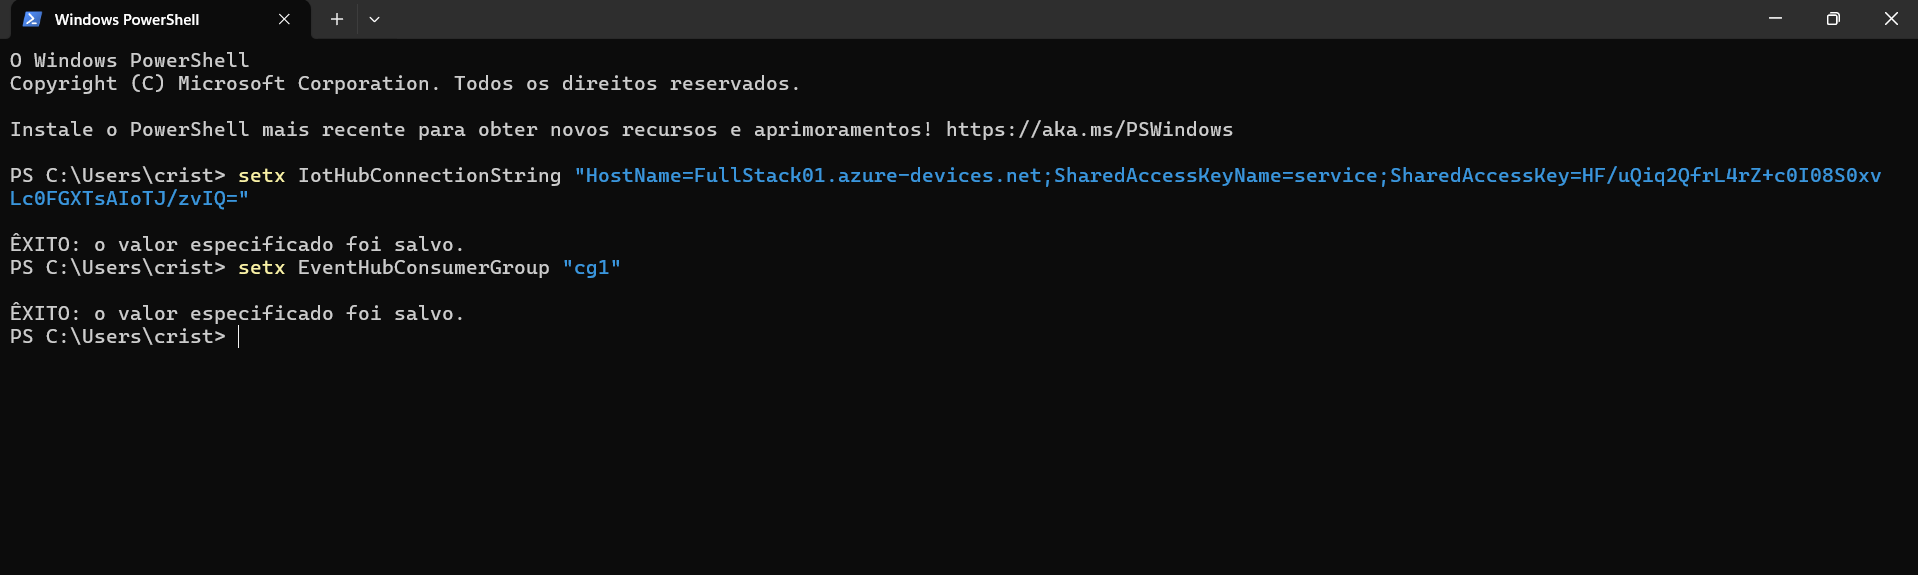 Windows PowerShell
O Windows PowerShell
Copyright (C) Microsoft Corporation. Todos os direitos reservados.
Instale o PowerShell mais recente para obter novos recursos e aprimoramentos! https://aka.ms/PSWindows
PS C:\Users\crist> setx IotHubConnectionString "HostName=FullStack01.azure-devices.net;SharedAccessKeyName=service;SharedAccessKey=HF/uQiq2QfrL4rZ+c0I08S0xv
Lc0FGXTsAIoTJ/zvIQ="
ÊXITO: o valor especificado foi salvo.
PS C:\Users\crist> setx EventHubConsumerGroup "cg1"
ÊXITO: o valor especificado foi salvo.
PS C:\Users\crist>